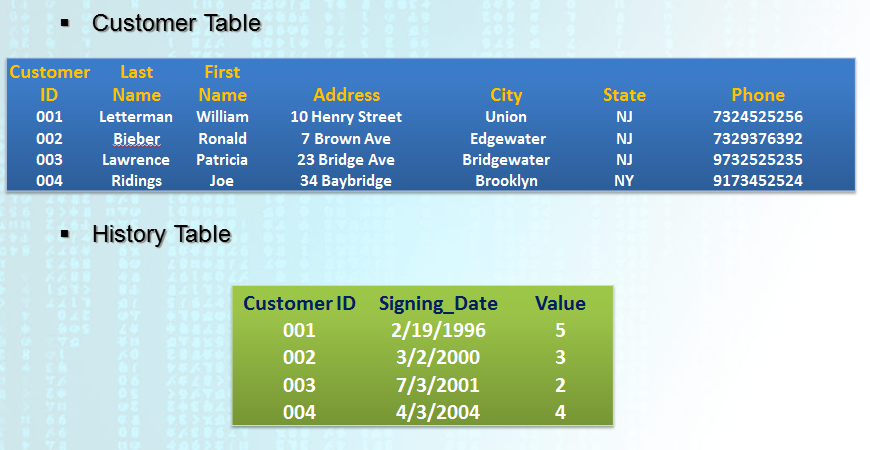 ▪ Customer Table
Customer Last First
ID Name Name Address City State Phone
001 Letterman William 10 Henry Street Union NJ 7324525256
002 Bieber Ronald 7 Brown Ave Edgewater NJ 7329376392
003 Lawrence Patricia 23 Bridge Ave Bridgewater NJ 9732525235
004 Ridings Joe 34 Baybridge Brooklyn NY 9173452524
▪ History Table
Customer ID Signing_Date Value
001 2/19/1996 5
002 3/2/2000 3
003 7/3/2001 2
004 4/3/2004 4